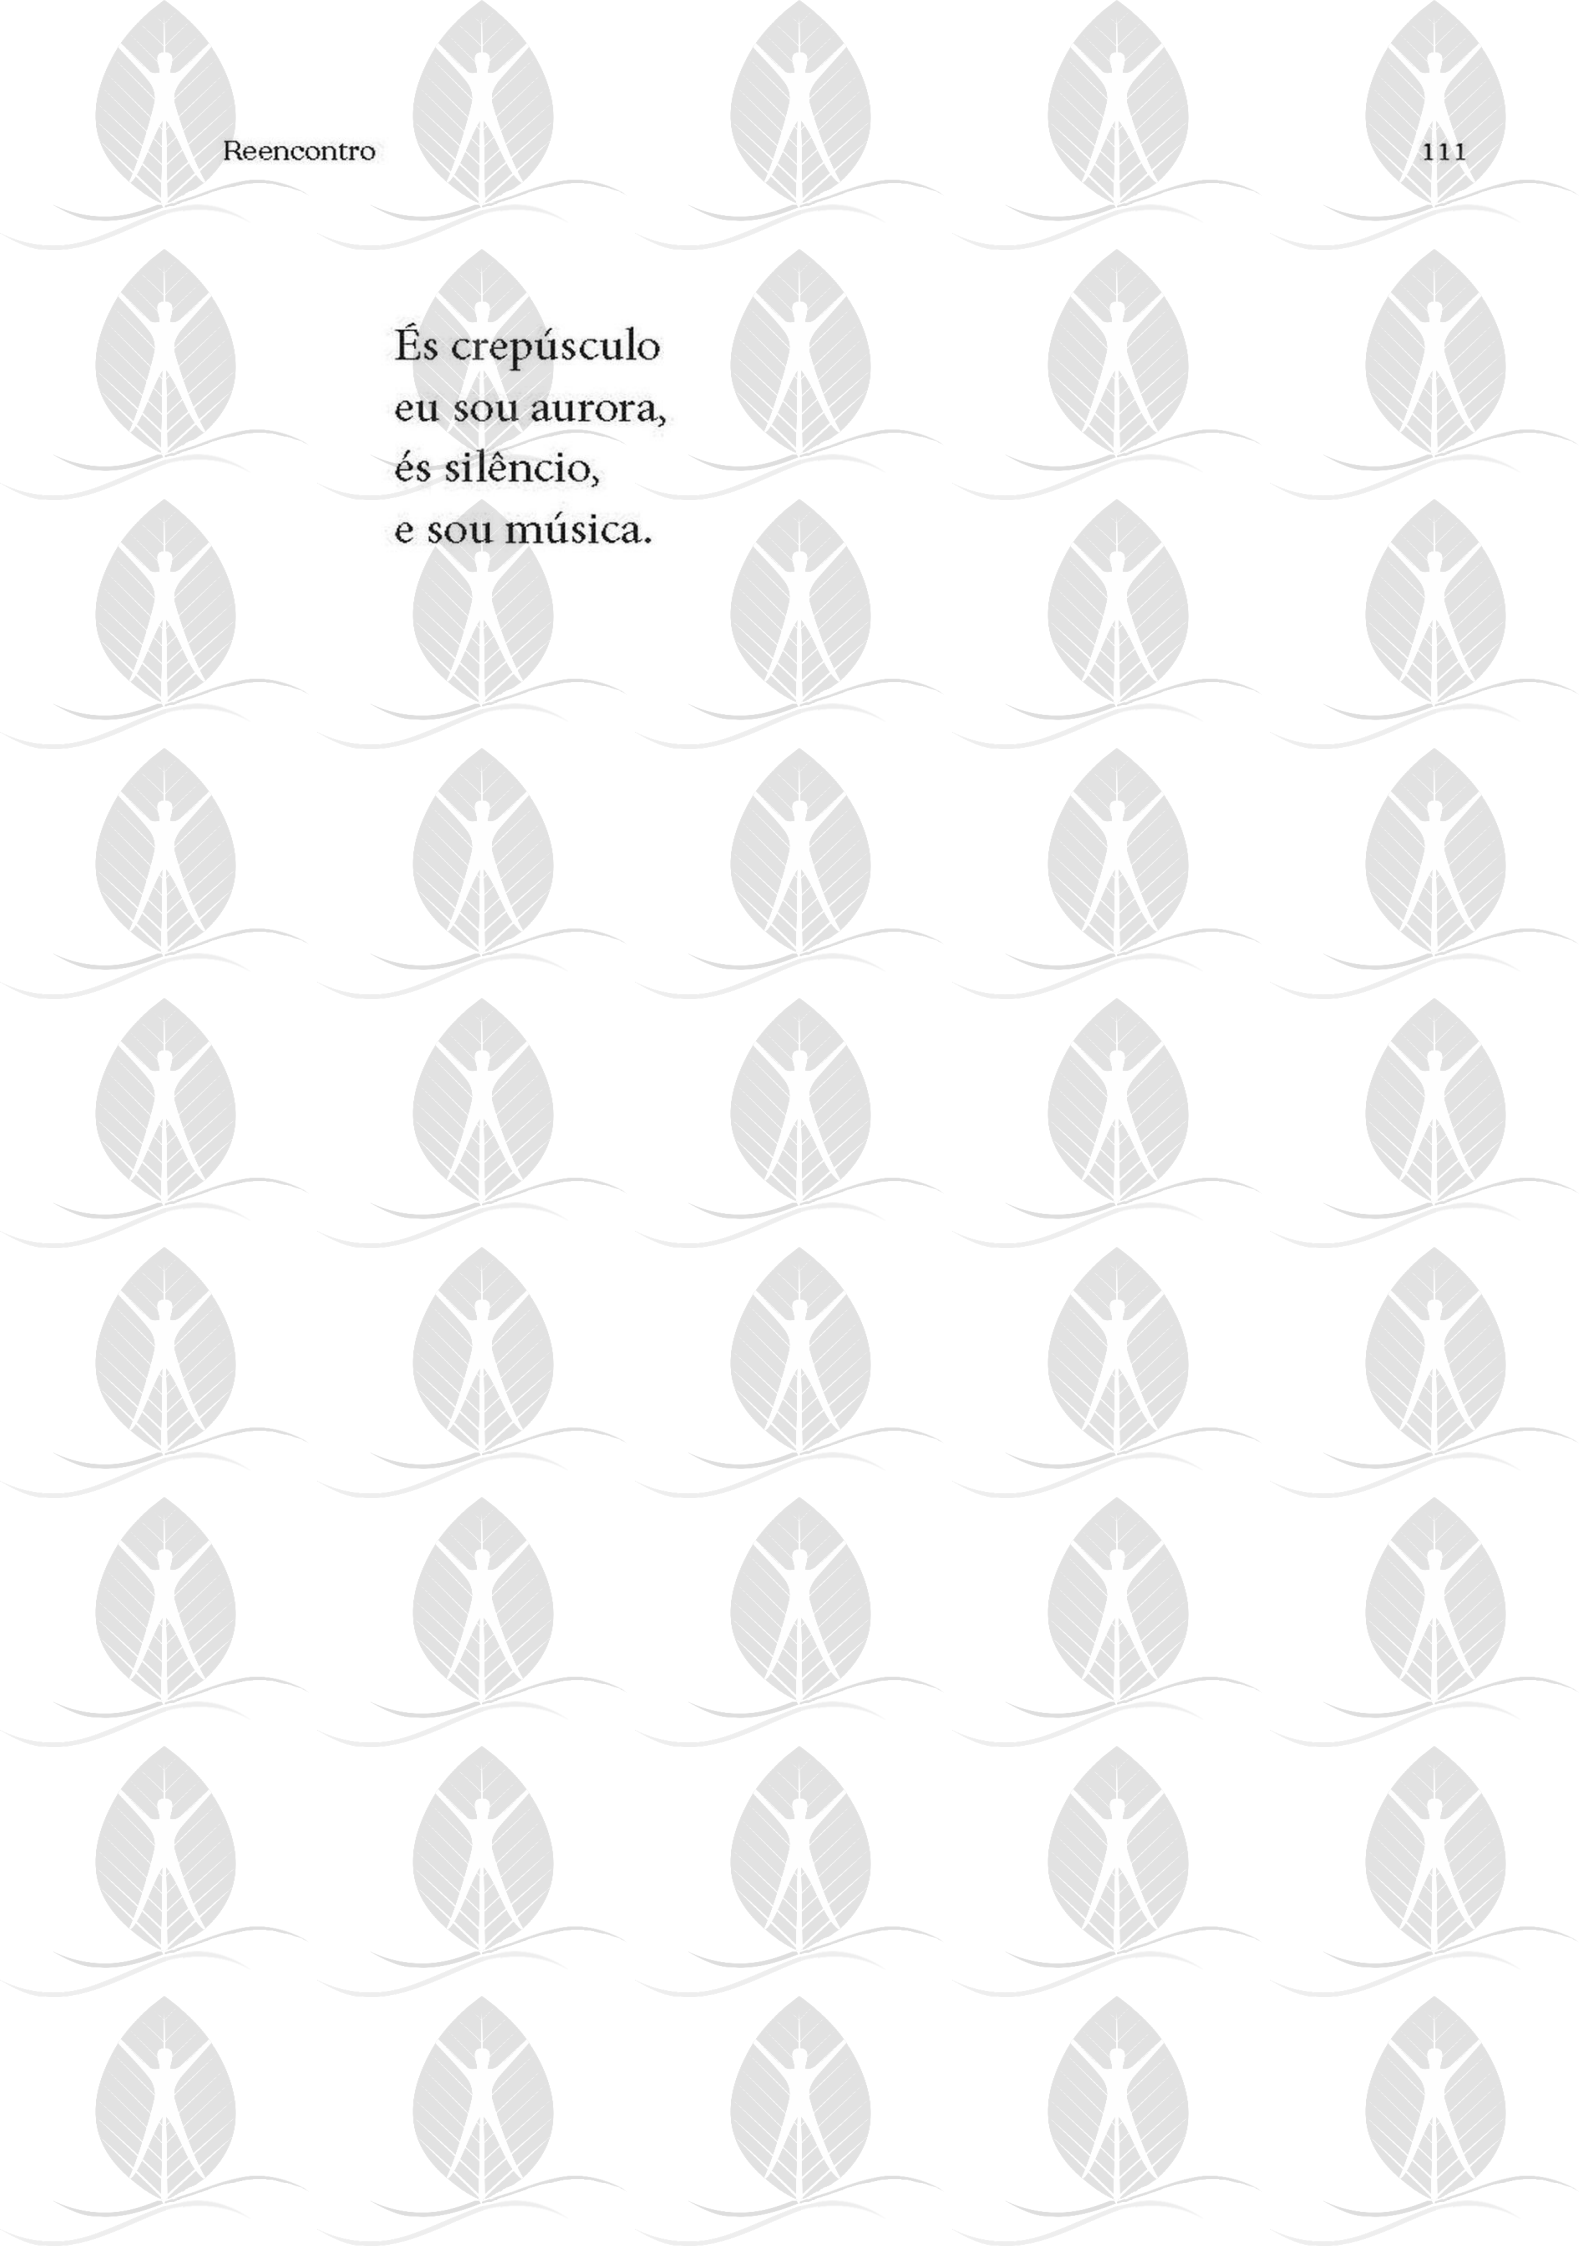 Reencontro 111
És crepúsculo
eu sou aurora,
és silêncio,
e sou música.